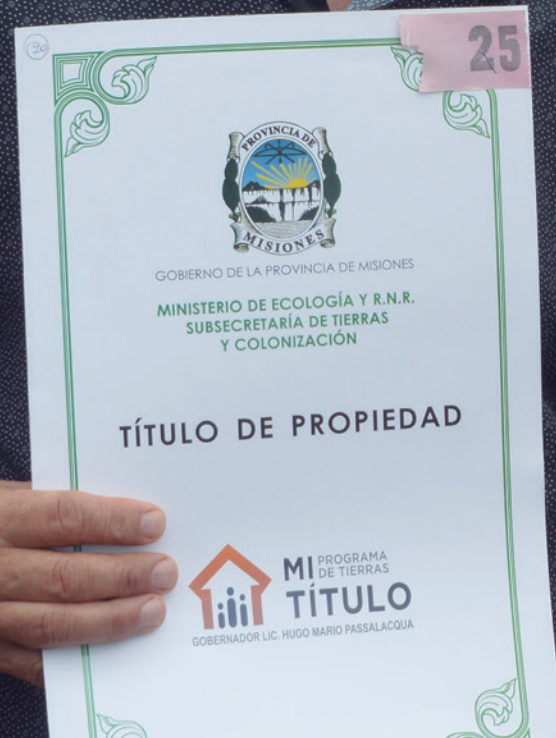 20
25
PROVINCIA DE
MISIONES
GOBIERNO DE LA PROVINCIA DE MISIONES
MINISTERIO DE ECOLOGÍA Y R.N.R.
SUBSECRETARÍA DE TIERRAS
Y COLONIZACIÓN
TÍTULO DE PROPIEDAD
MI PROGRAMA
DE TIERRAS
TÍTULO
GOBERNADOR LIC. HUGO MARIO PASSALACQUA